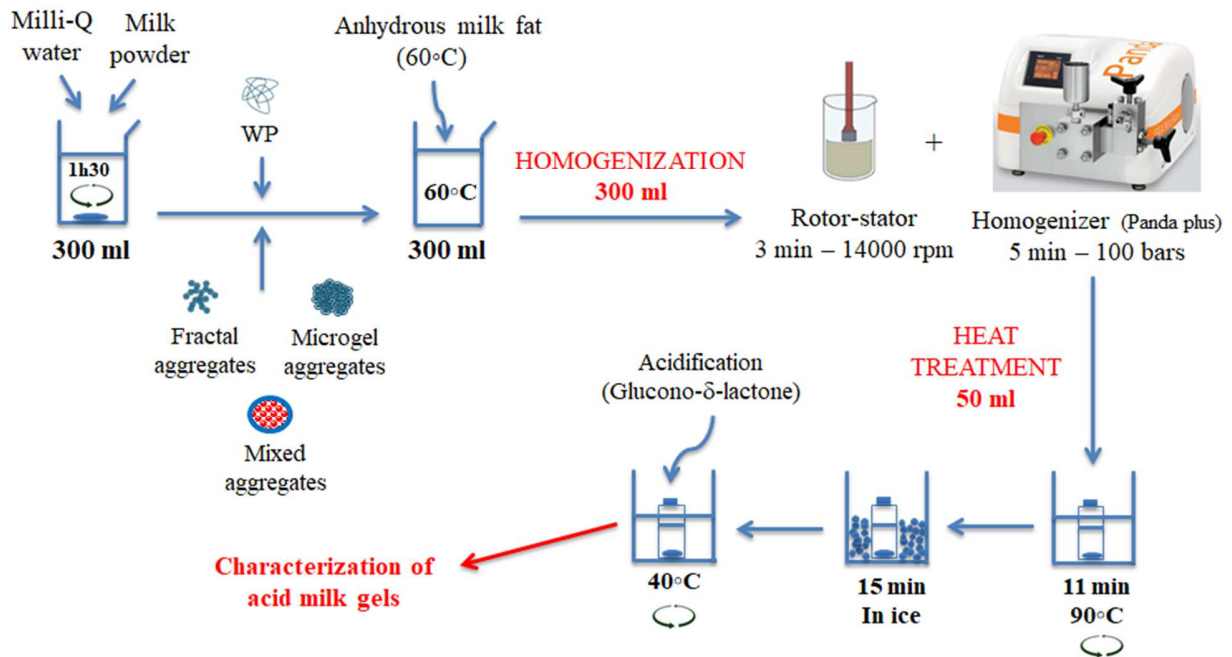 Milli-Q
water
Milk
powder
1h30
300 ml
WP
Fractal
aggregates
Microgel
aggregates
Mixed
aggregates
Anhydrous milk fat
(60°C)
60°C
300 ml
HOMOGENIZATION
300 ml
Rotor-stator
3 min – 14000 rpm
+
Panda
Homogenizer (Panda plus)
5 min – 100 bars
HEAT
TREATMENT
50 ml
11 min
90°C
15 min
In ice
Acidification
(Glucono-δ-lactone)
40°C
Characterization of
acid milk gels